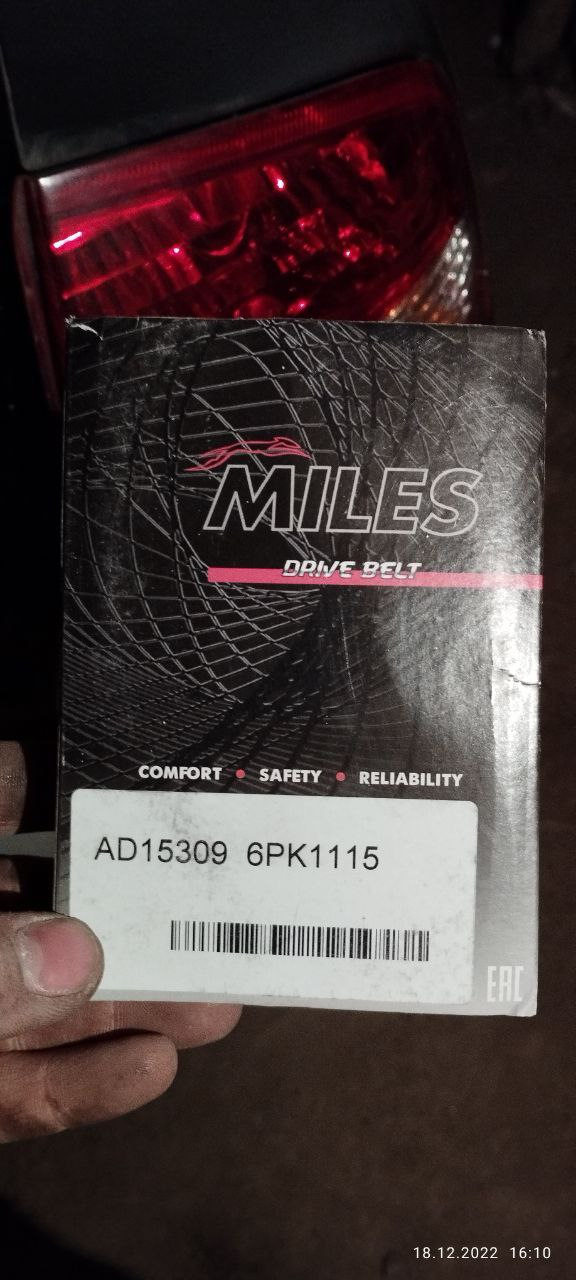 MILES
DRIVE BELT
COMFORT • SAFETY • RELIABILITY
AD15309 6PK1115
EAC
18.12.2022 16:10